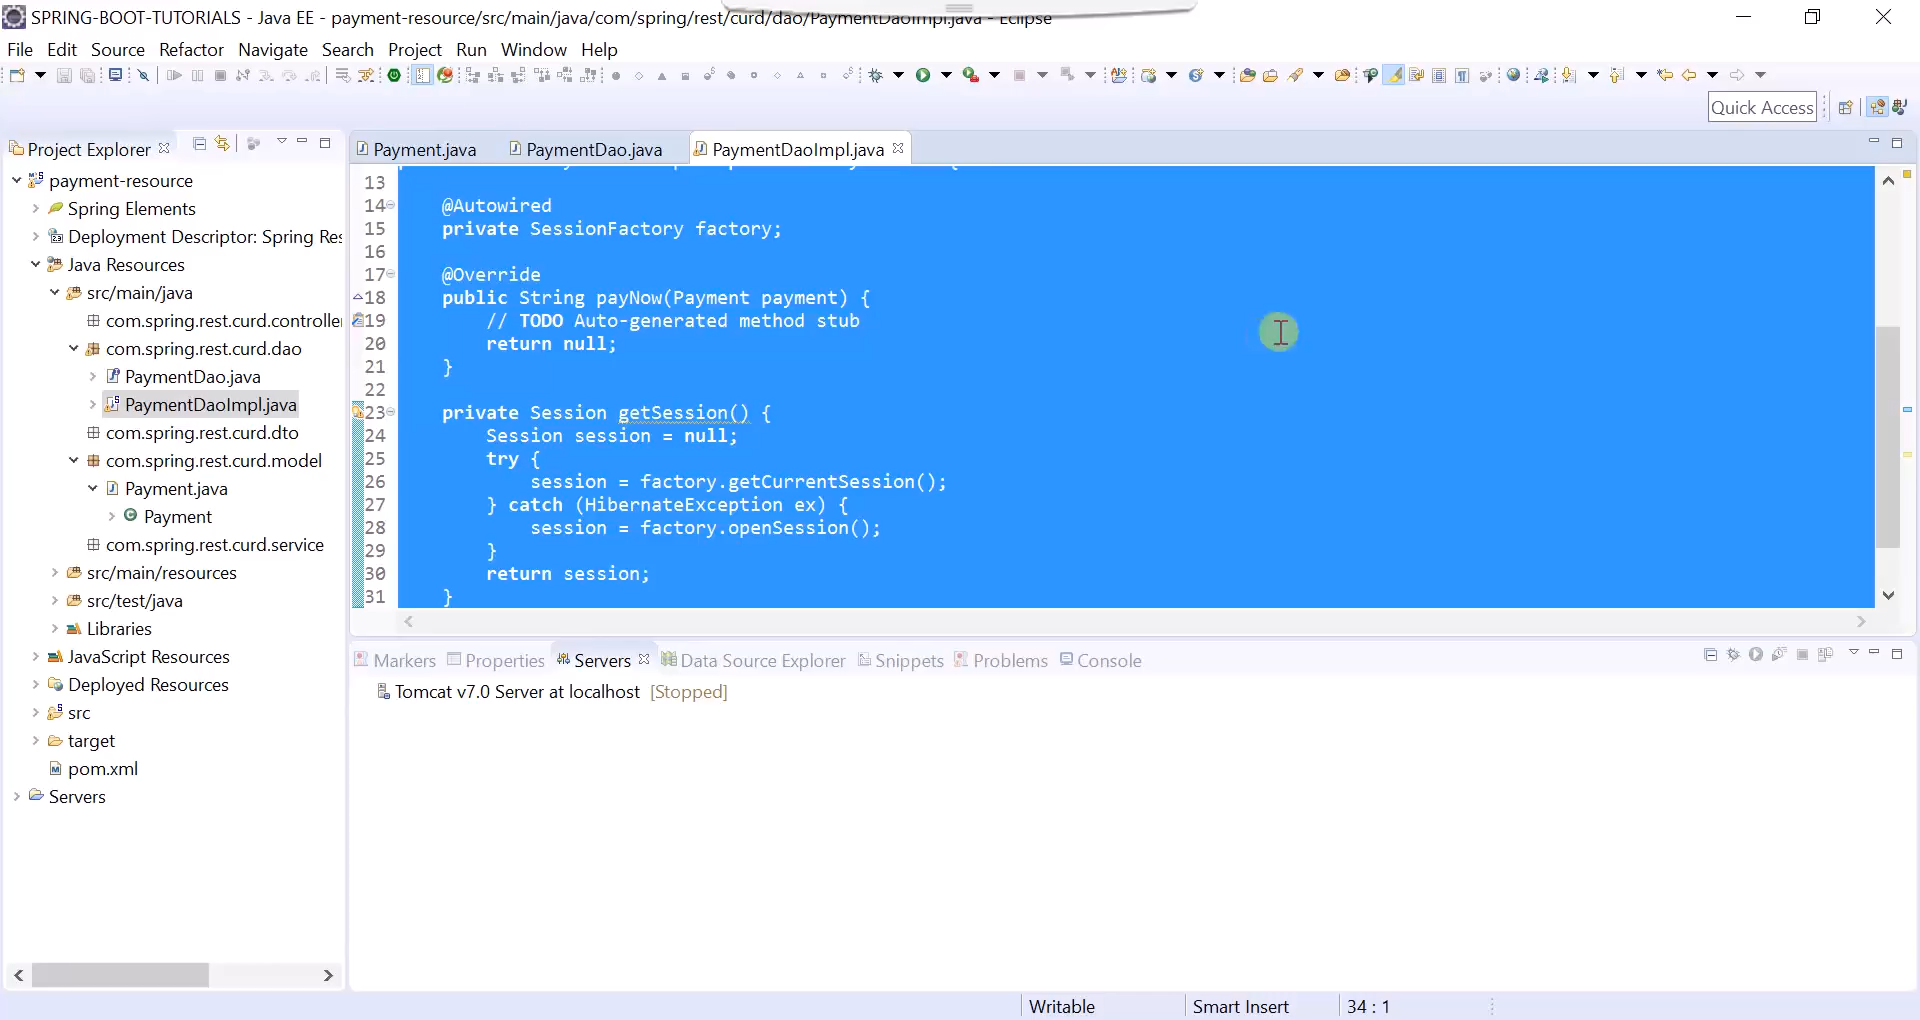 SPRING-BOOT-TUTORIALS - Java EE - payment-resource/src/main/java/com/spring/rest/curd/dao/PaymentDaoImpl.java - Eclipse
File Edit Source Refactor Navigate Search Project Run Window Help
Quick Access
Project Explorer
payment-resource
Spring Elements
Deployment Descriptor: Spring Res
Java Resources
src/main/java
com.spring.rest.curd.controller
com.spring.rest.curd.dao
PaymentDao.java
PaymentDaoImpl.java
com.spring.rest.curd.dto
com.spring.rest.curd.model
Payment.java
Payment
com.spring.rest.curd.service
src/main/resources
src/test/java
Libraries
JavaScript Resources
Deployed Resources
src
target
pom.xml
Servers
Payment.java PaymentDao.java PaymentDaoImpl.java
13
14 @Autowired
15 private SessionFactory factory;
16
17 @Override
18 public String payNow(Payment payment) {
19 // TODO Auto-generated method stub
20 return null;
21 }
22
23 private Session getSession() {
24 Session session = null;
25 try {
26 session = factory.getCurrentSession();
27 } catch (HibernateException ex) {
28 session = factory.openSession();
29 }
30 return session;
31 }
Markers Properties Servers Data Source Explorer Snippets Problems Console
Tomcat v7.0 Server at localhost [Stopped]
Writable Smart Insert 34 : 1